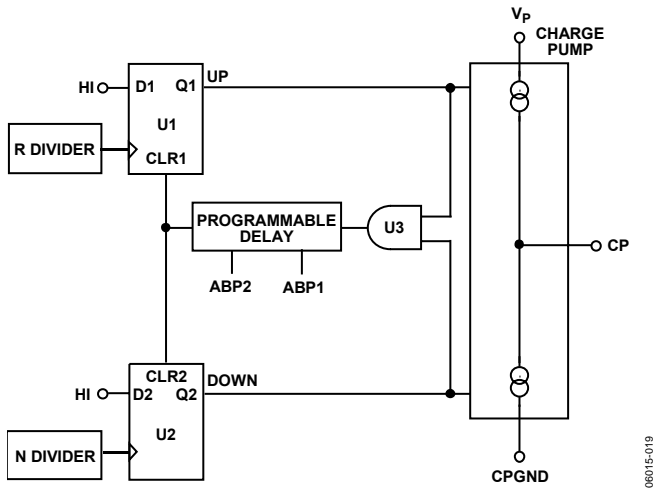 VP
CHARGE
PUMP
HI
D1
Q1
UP
U1
R DIVIDER
CLR1
PROGRAMMABLE
DELAY
U3
ABP2
ABP1
CP
CLR2
DOWN
HI
D2
Q2
U2
N DIVIDER
CPGND
06015-019